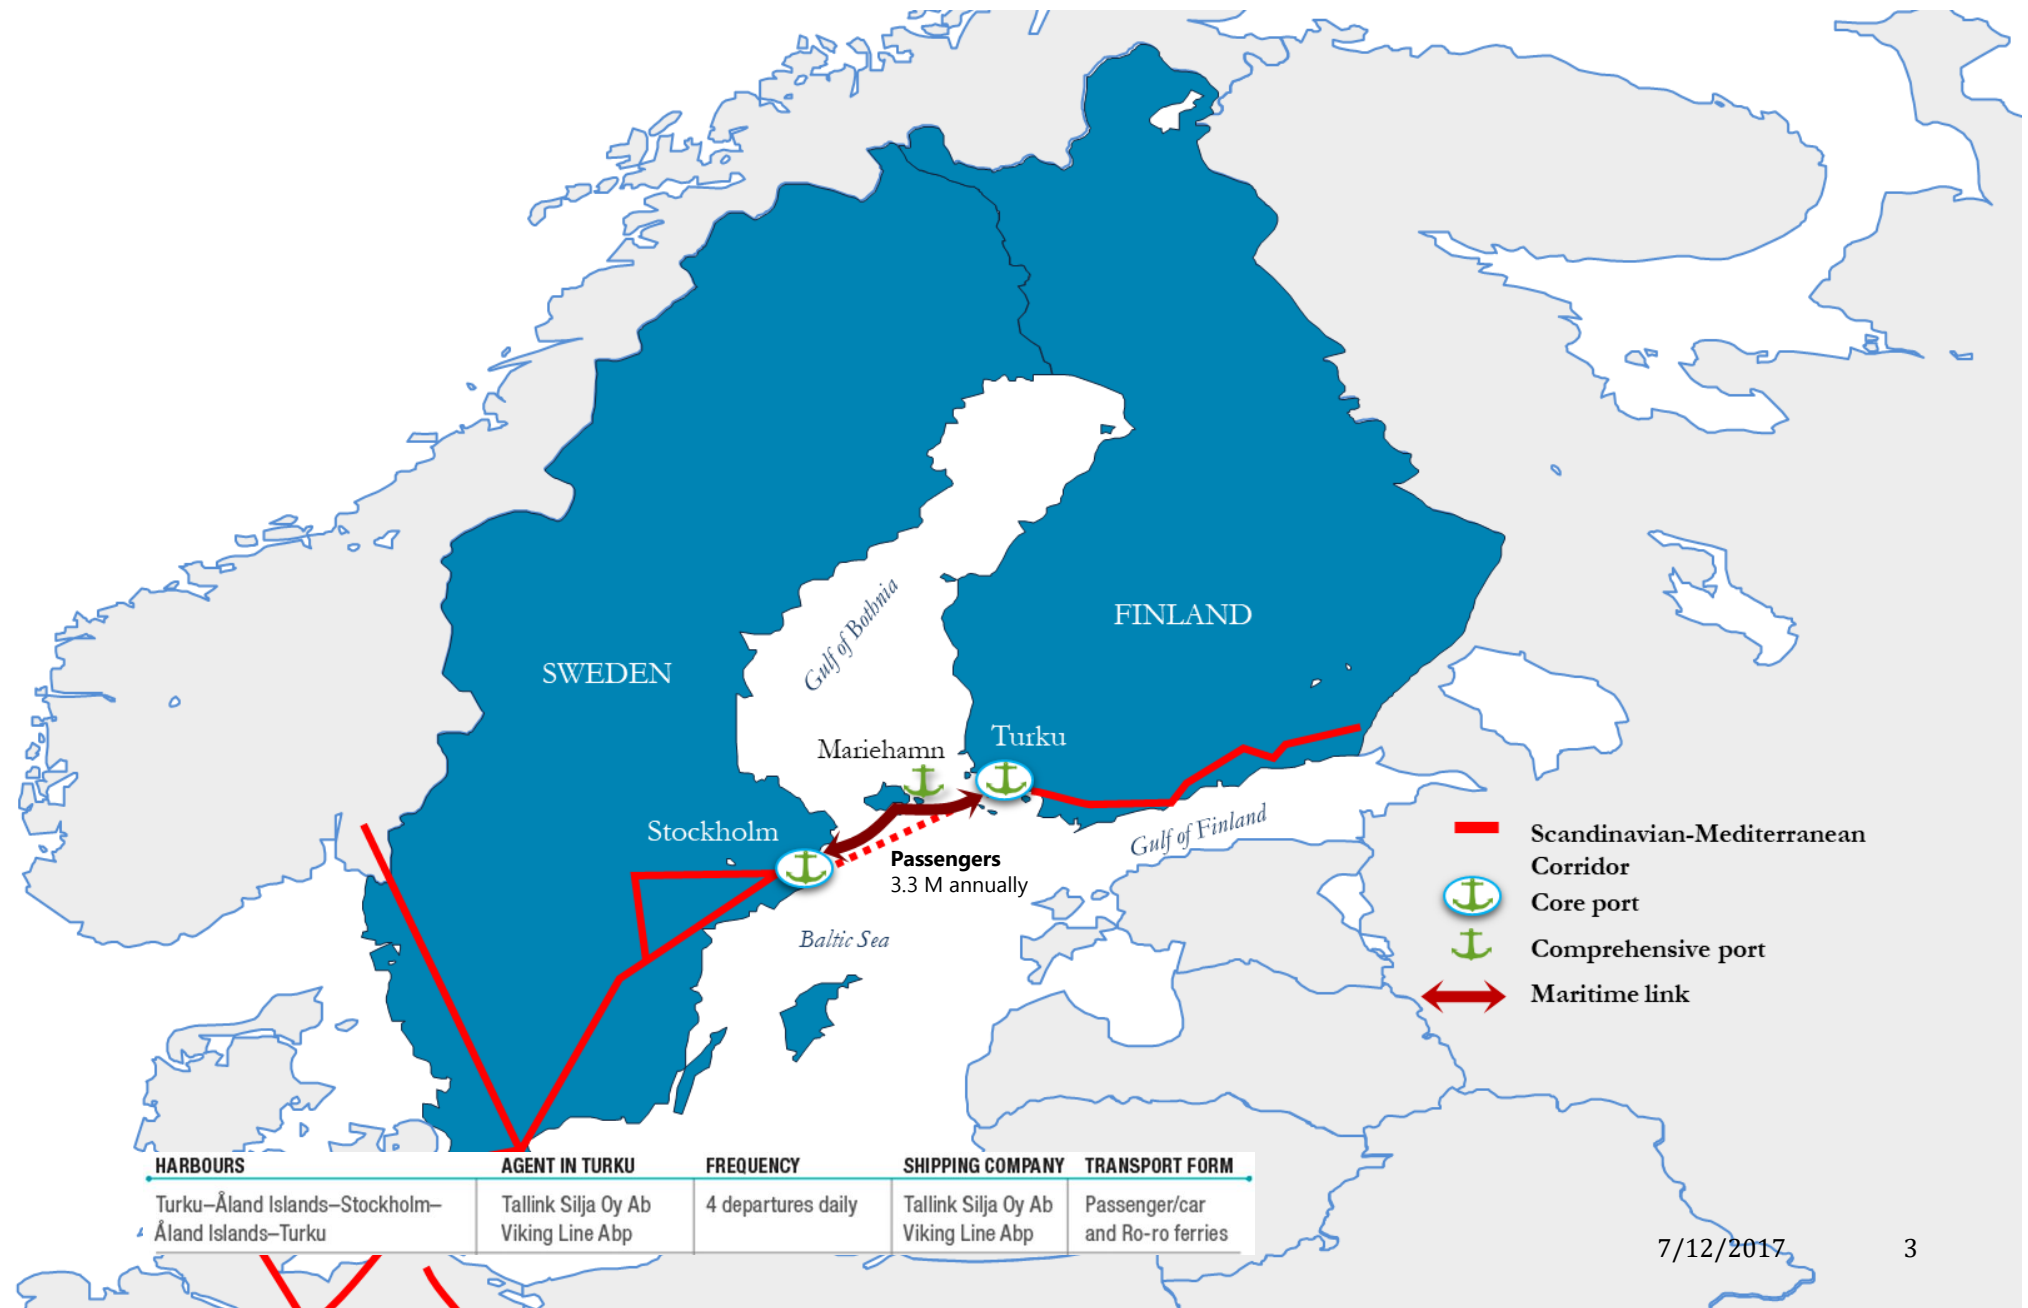 Gulf of Bothnia
FINLAND
SWEDEN
Mariehamn
Turku
Stockholm
Gulf of Finland
Passengers
3.3 M annually
Baltic Sea
Scandinavian-Mediterranean
Corridor
Core port
Comprehensive port
Maritime link
HARBOURS AGENT IN TURKU FREQUENCY SHIPPING COMPANY TRANSPORT FORM
Turku–Åland Islands–Stockholm– Tallink Silja Oy Ab 4 departures daily Tallink Silja Oy Ab Passenger/car
Åland Islands–Turku Viking Line Abp Viking Line Abp and Ro-ro ferries
7/12/2017 3